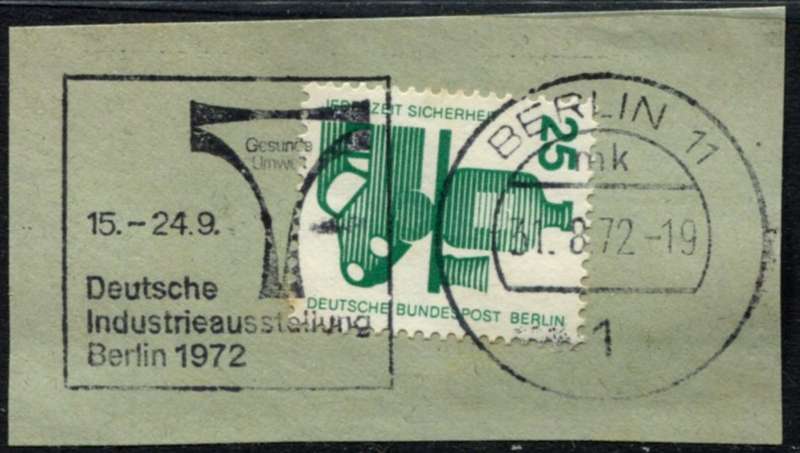 Gesunde
Umwelt
15.-24.9.
Deutsche
Industrieausstellung
Berlin 1972
JEDERZEIT SICHERHEIT
25
DEUTSCHE BUNDESPOST BERLIN
BERLIN 11
mk
31. 8.72-19
1